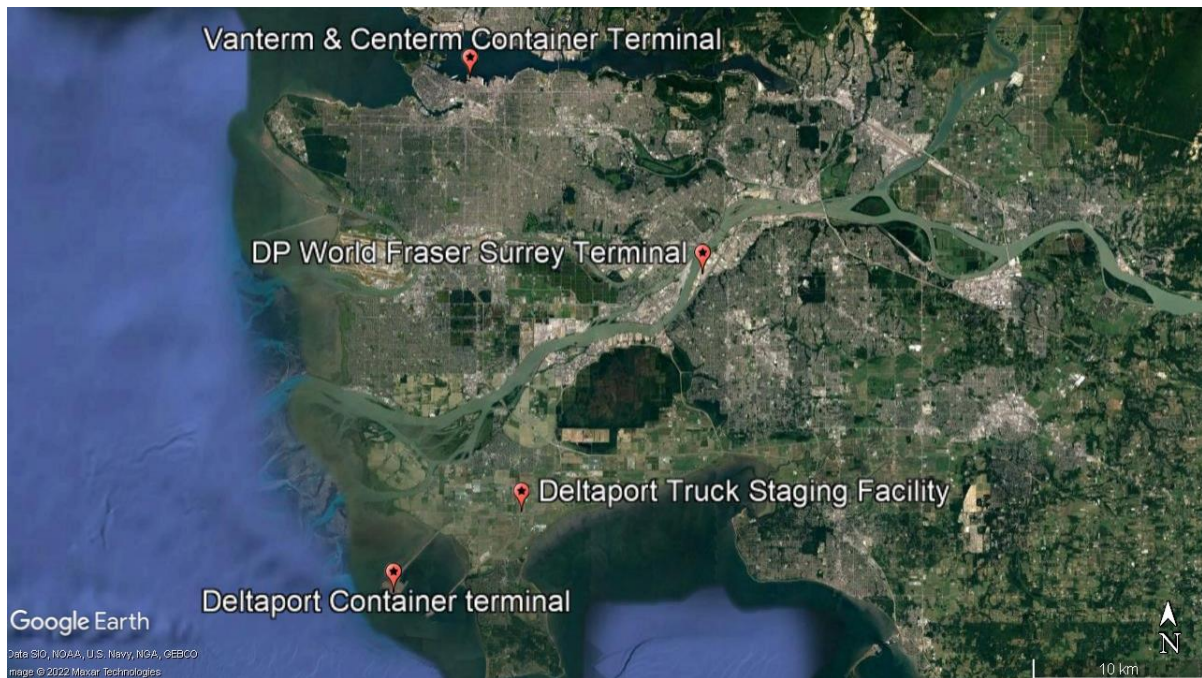 Vanterm & Centerm Container Terminal
DP World Fraser Surrey Terminal
Deltaport Truck Staging Facility
Deltaport Container terminal
Google Earth
Data SIO, NOAA, U.S. Navy, NGA, GEBCO
Image © 2022 Maxar Technologies
N
10 km